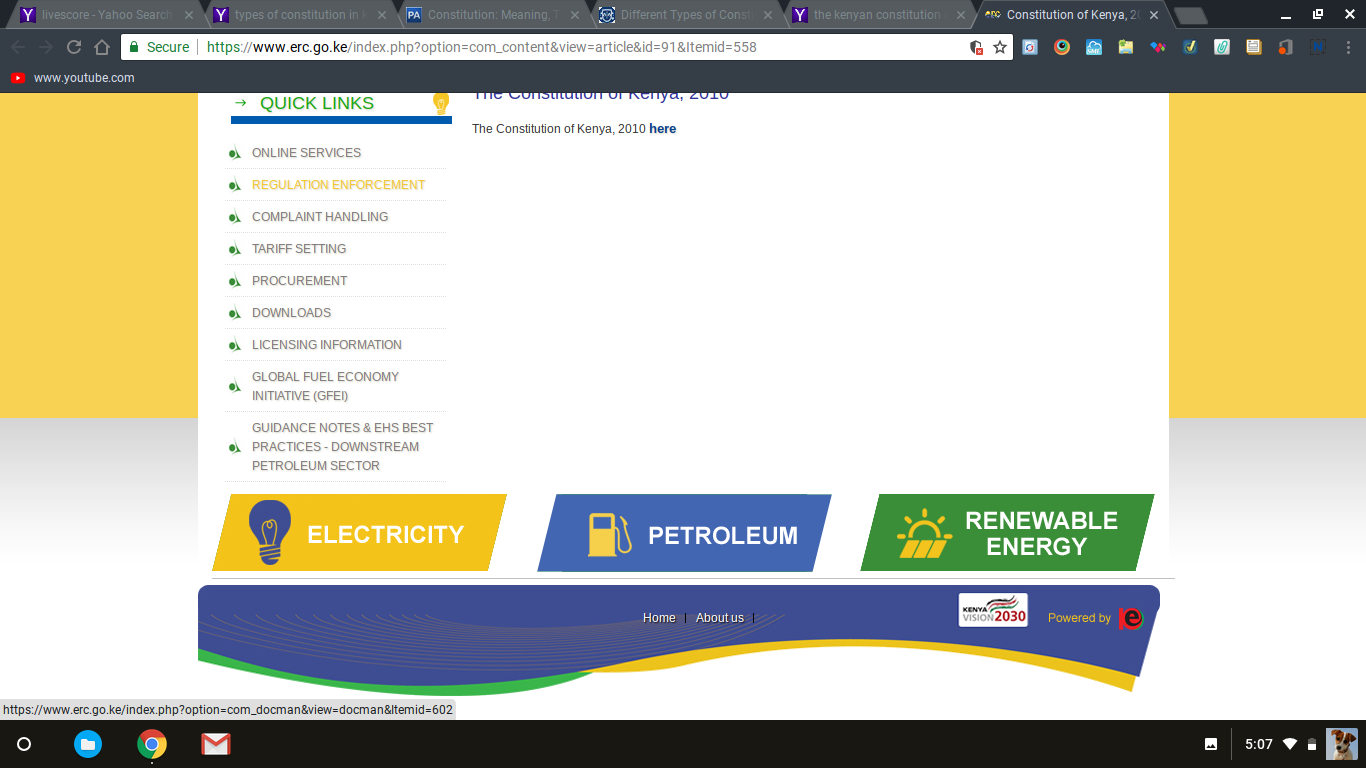 livescore - Yahoo Search
types of constitution in
Constitution: Meaning, T
Different Types of Const
the kenyan constitution
Constitution of Kenya, 20
Secure
https://www.erc.go.ke/index.php?option=com_content&view=article&id=91&Itemid=558
www.youtube.com
QUICK LINKS
ONLINE SERVICES
REGULATION ENFORCEMENT
COMPLAINT HANDLING
TARIFF SETTING
PROCUREMENT
DOWNLOADS
LICENSING INFORMATION
GLOBAL FUEL ECONOMY
INITIATIVE (GFEI)
GUIDANCE NOTES & EHS BEST
PRACTICES - DOWNSTREAM
PETROLEUM SECTOR
The Constitution of Kenya, 2010
The Constitution of Kenya, 2010 here
ELECTRICITY
PETROLEUM
RENEWABLE
ENERGY
Home
About us
KENYA
VISION 2030
Powered by
https://www.erc.go.ke/index.php?option=com_docman&view=docman&Itemid=602
5:07